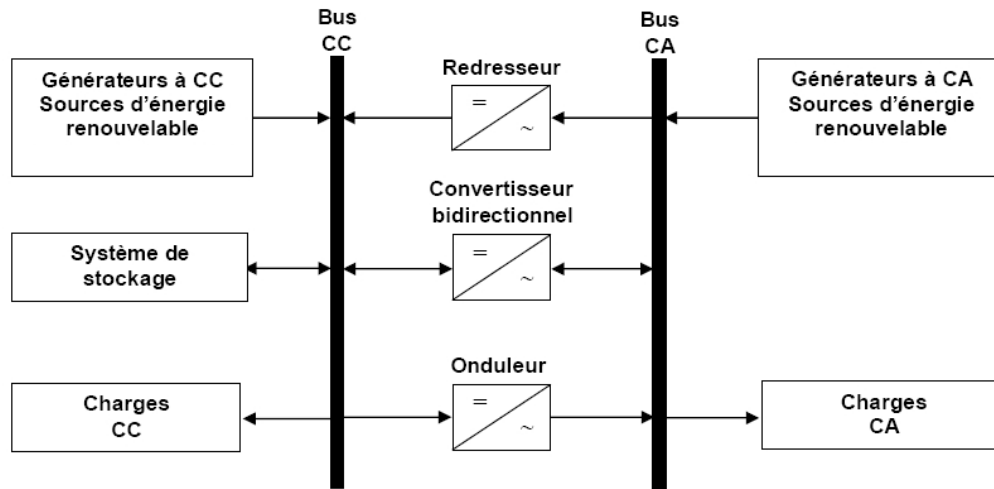 Bus
CC
Bus
CA
Générateurs à CC
Sources d'énergie
renouvelable
Redresseur
=
~
Générateurs à CA
Sources d'énergie
renouvelable
Système de
stockage
Convertisseur
bidirectionnel
=
~
Charges
CC
Onduleur
=
~
Charges
CA